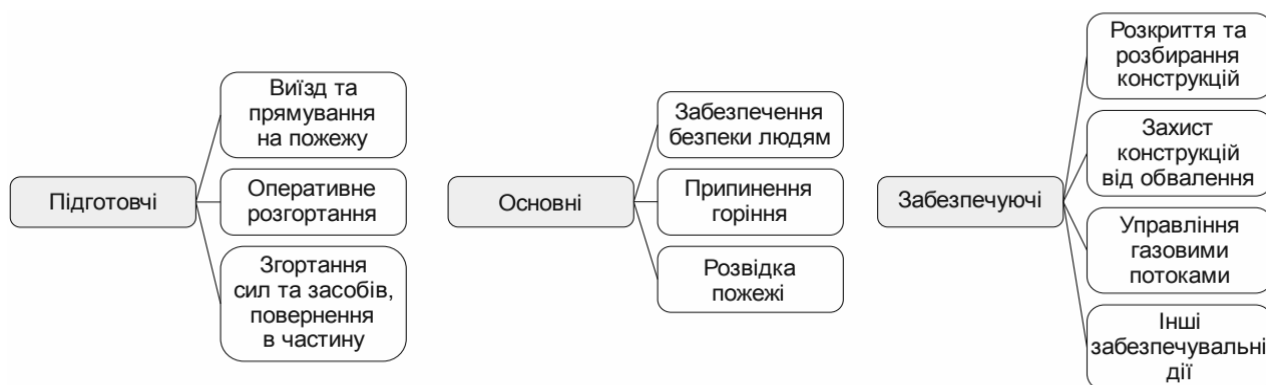 Підготовчі
Виїзд та
прямування
на пожежу
Оперативне
розгортання
Згортання
сил та засобів,
повернення
в частину
Основні
Забезпечення
безпеки людям
Припинення
горіння
Розвідка
пожежі
Забезпечуючі
Розкриття та
розбирання
конструкцій
Захист
конструкцій
від обвалення
Управління
газовими
потоками
Інші
забезпечувальні
дії